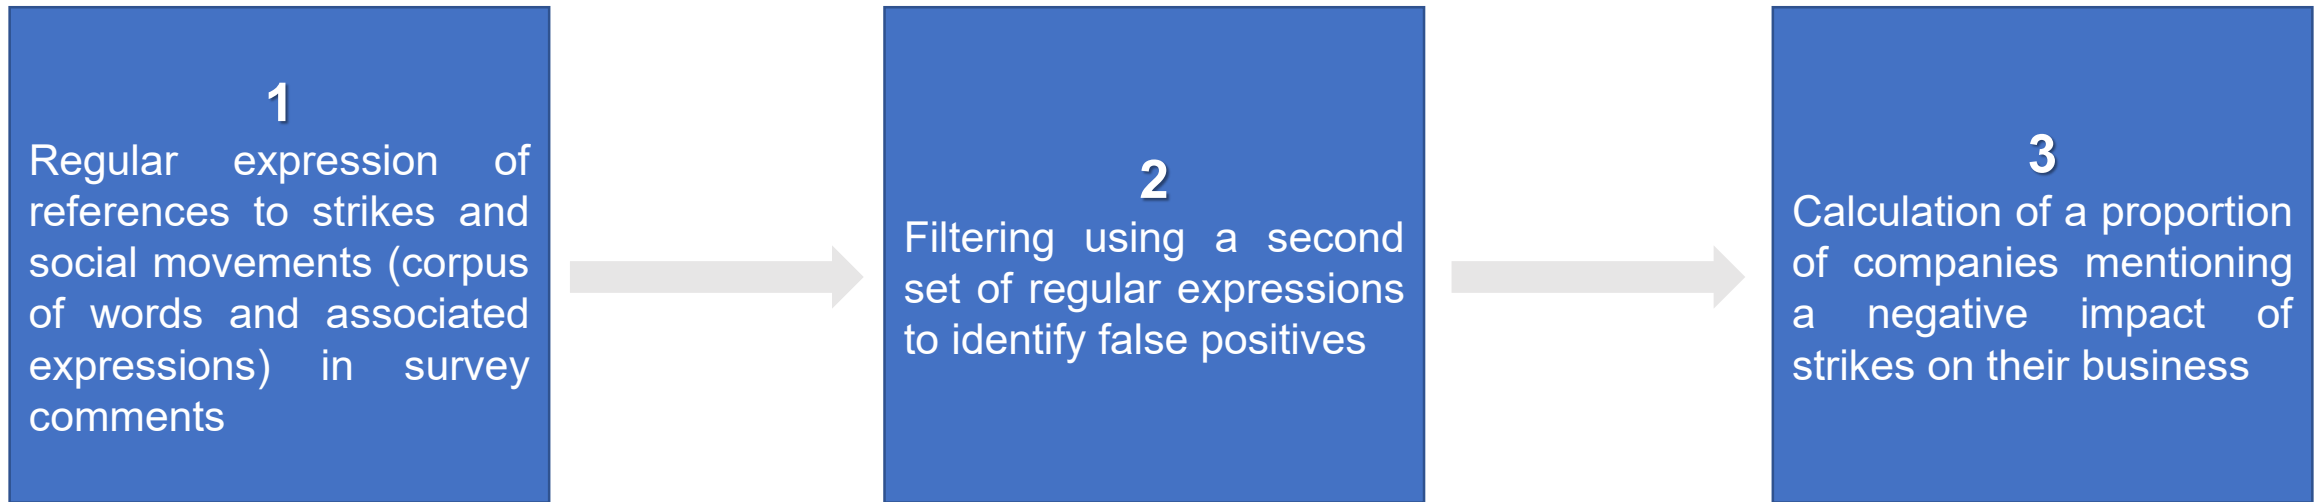 1
Regular expression of
references to strikes and
social movements (corpus
of words and associated
expressions) in survey
comments
2
Filtering using a second
set of regular expressions
to identify false positives
3
Calculation of a proportion
of companies mentioning
a negative impact of
strikes on their business